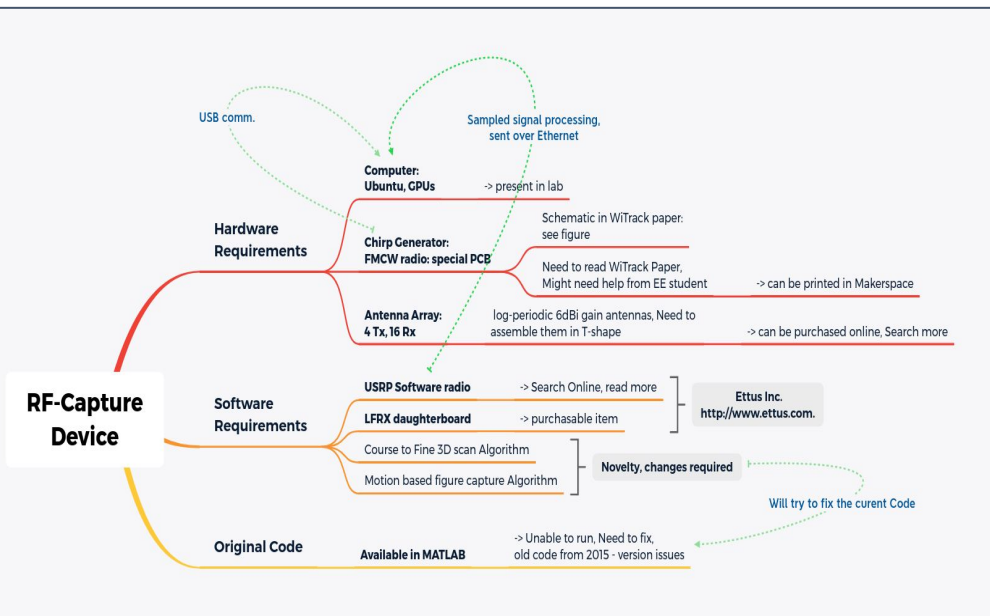 USB comm.
Sampled signal processing,
sent over Ethernet
Computer:
Ubuntu, GPUs
-> present in lab
Hardware
Requirements
Chirp Generator:
FMCW radio: special PCB
Schematic in WiTrack paper:
see figure
Need to read WiTrack Paper,
Might need help from EE student
-> can be printed in Makerspace
Antenna Array:
4 Tx, 16 Rx
log-periodic 6dBi gain antennas, Need to
assemble them in T-shape
-> can be purchased online, Search more
RF-Capture
Device
Software
Requirements
USRP Software radio
-> Search Online, read more
LFRX daughterboard
-> purchasable item
Ettus Inc.
http://www.ettus.com.
Course to Fine 3D scan Algorithm
Motion based figure capture Algorithm
Novelty, changes required
Will try to fix the curent Code
Original Code
Available in MATLAB
-> Unable to run, Need to fix,
old code from 2015 - version issues